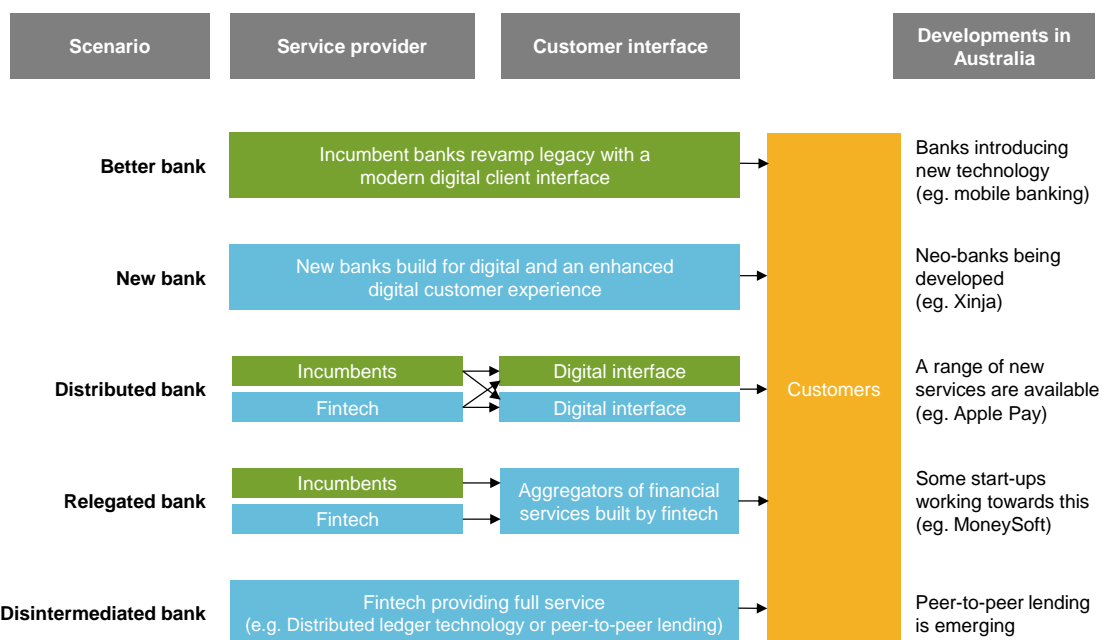 Scenario
Service provider
Customer interface
Developments in
Australia
Better bank
Incumbent banks revamp legacy with a
modern digital client interface
Banks introducing
new technology
(eg. mobile banking)
New bank
New banks build for digital and an enhanced
digital customer experience
Neo-banks being
developed
(eg. Xinja)
Distributed bank
Incumbents
Digital interface
Fintech
Digital interface
Customers
A range of new
services are available
(eg. Apple Pay)
Relegated bank
Incumbents
Fintech
Aggregators of financial
services built by fintech
Some start-ups
working towards this
(eg. MoneySoft)
Disintermediated bank
Fintech providing full service
(e.g. Distributed ledger technology or peer-to-peer lending)
Peer-to-peer lending
is emerging